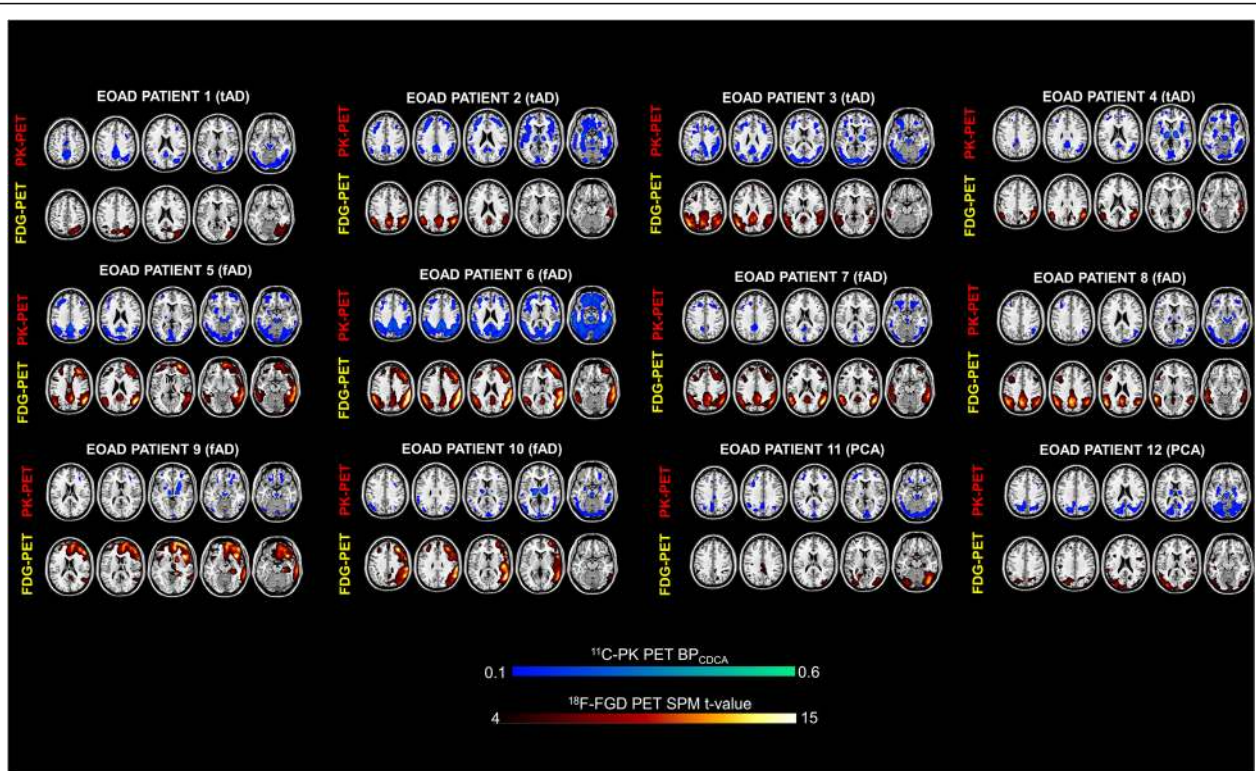 EOAD PATIENT 1 (tAD)
PK-PET
FDG-PET
EOAD PATIENT 2 (tAD)
PK-PET
FDG-PET
EOAD PATIENT 3 (tAD)
PK-PET
FDG-PET
EOAD PATIENT 4 (tAD)
PK-PET
FDG-PET
EOAD PATIENT 5 (fAD)
PK-PET
FDG-PET
EOAD PATIENT 6 (fAD)
PK-PET
FDG-PET
EOAD PATIENT 7 (fAD)
PK-PET
FDG-PET
EOAD PATIENT 8 (fAD)
PK-PET
FDG-PET
EOAD PATIENT 9 (fAD)
PK-PET
FDG-PET
EOAD PATIENT 10 (fAD)
PK-PET
FDG-PET
EOAD PATIENT 11 (PCA)
PK-PET
FDG-PET
EOAD PATIENT 12 (PCA)
PK-PET
FDG-PET
¹¹C-PK PET BP_CDCA
0.1 0.6
¹⁸F-FGD PET SPM t-value
4 15